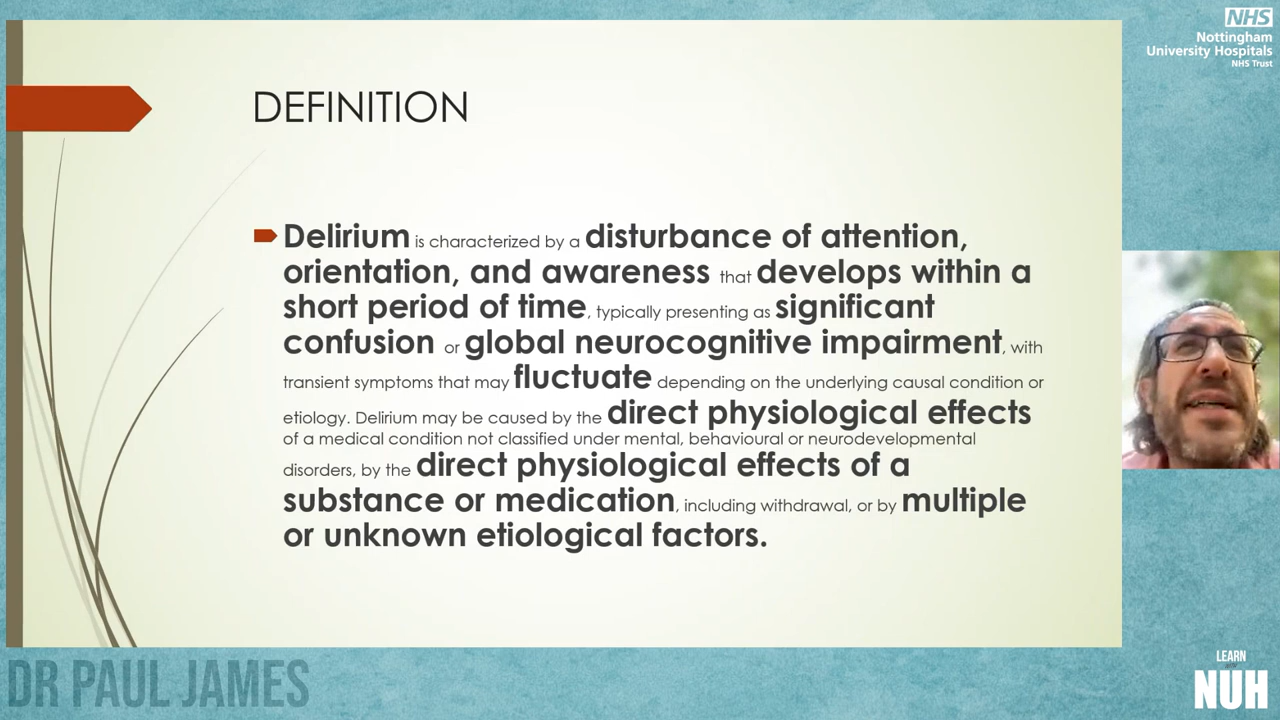 NHS
Nottingham
University Hospitals
NHS Trust
DEFINITION
Delirium is characterized by a disturbance of attention,
orientation, and awareness that develops within a
short period of time, typically presenting as significant
confusion or global neurocognitive impairment, with
transient symptoms that may fluctuate depending on the underlying causal condition or
etiology. Delirium may be caused by the direct physiological effects
of a medical condition not classified under mental, behavioural or neurodevelopmental
disorders, by the direct physiological effects of a
substance or medication, including withdrawal, or by multiple
or unknown etiological factors.
DR PAUL JAMES
LEARN
NUH